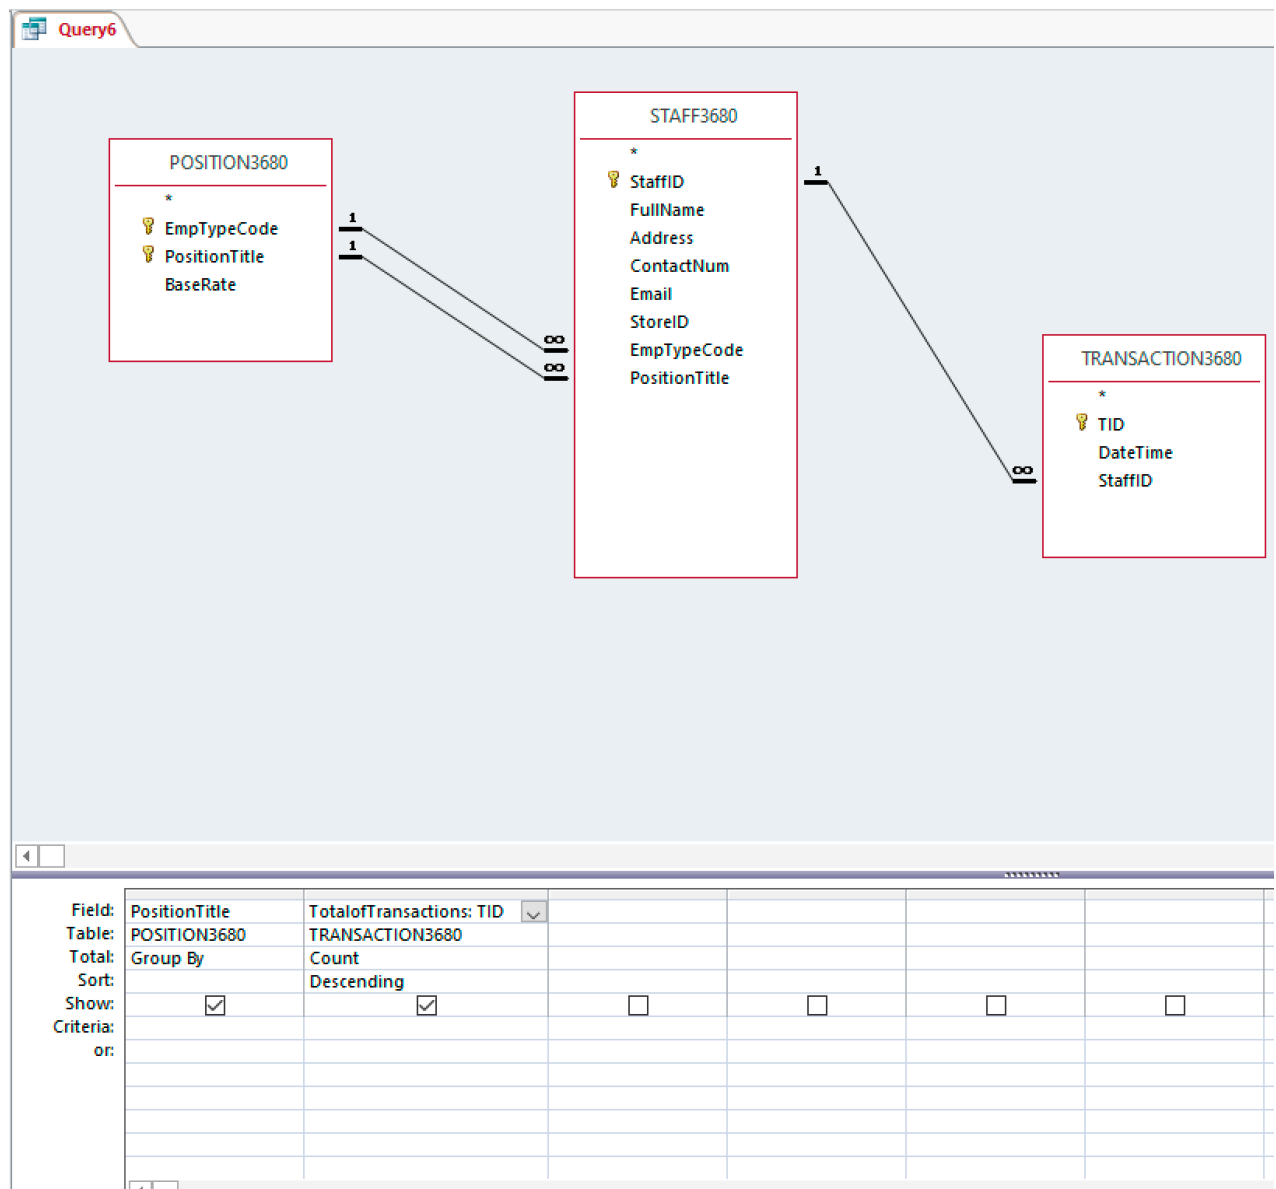 Query6
POSITION3680
*
EmpTypeCode
PositionTitle
BaseRate
1
1
∞
∞
STAFF3680
*
StaffID
FullName
Address
ContactNum
Email
StoreID
EmpTypeCode
PositionTitle
1
∞
TRANSACTION3680
*
TID
DateTime
StaffID
Field: PositionTitle TotalofTransactions: TID
Table: POSITION3680 TRANSACTION3680
Total: Group By Count
Sort: Descending
Show:
Criteria:
or: